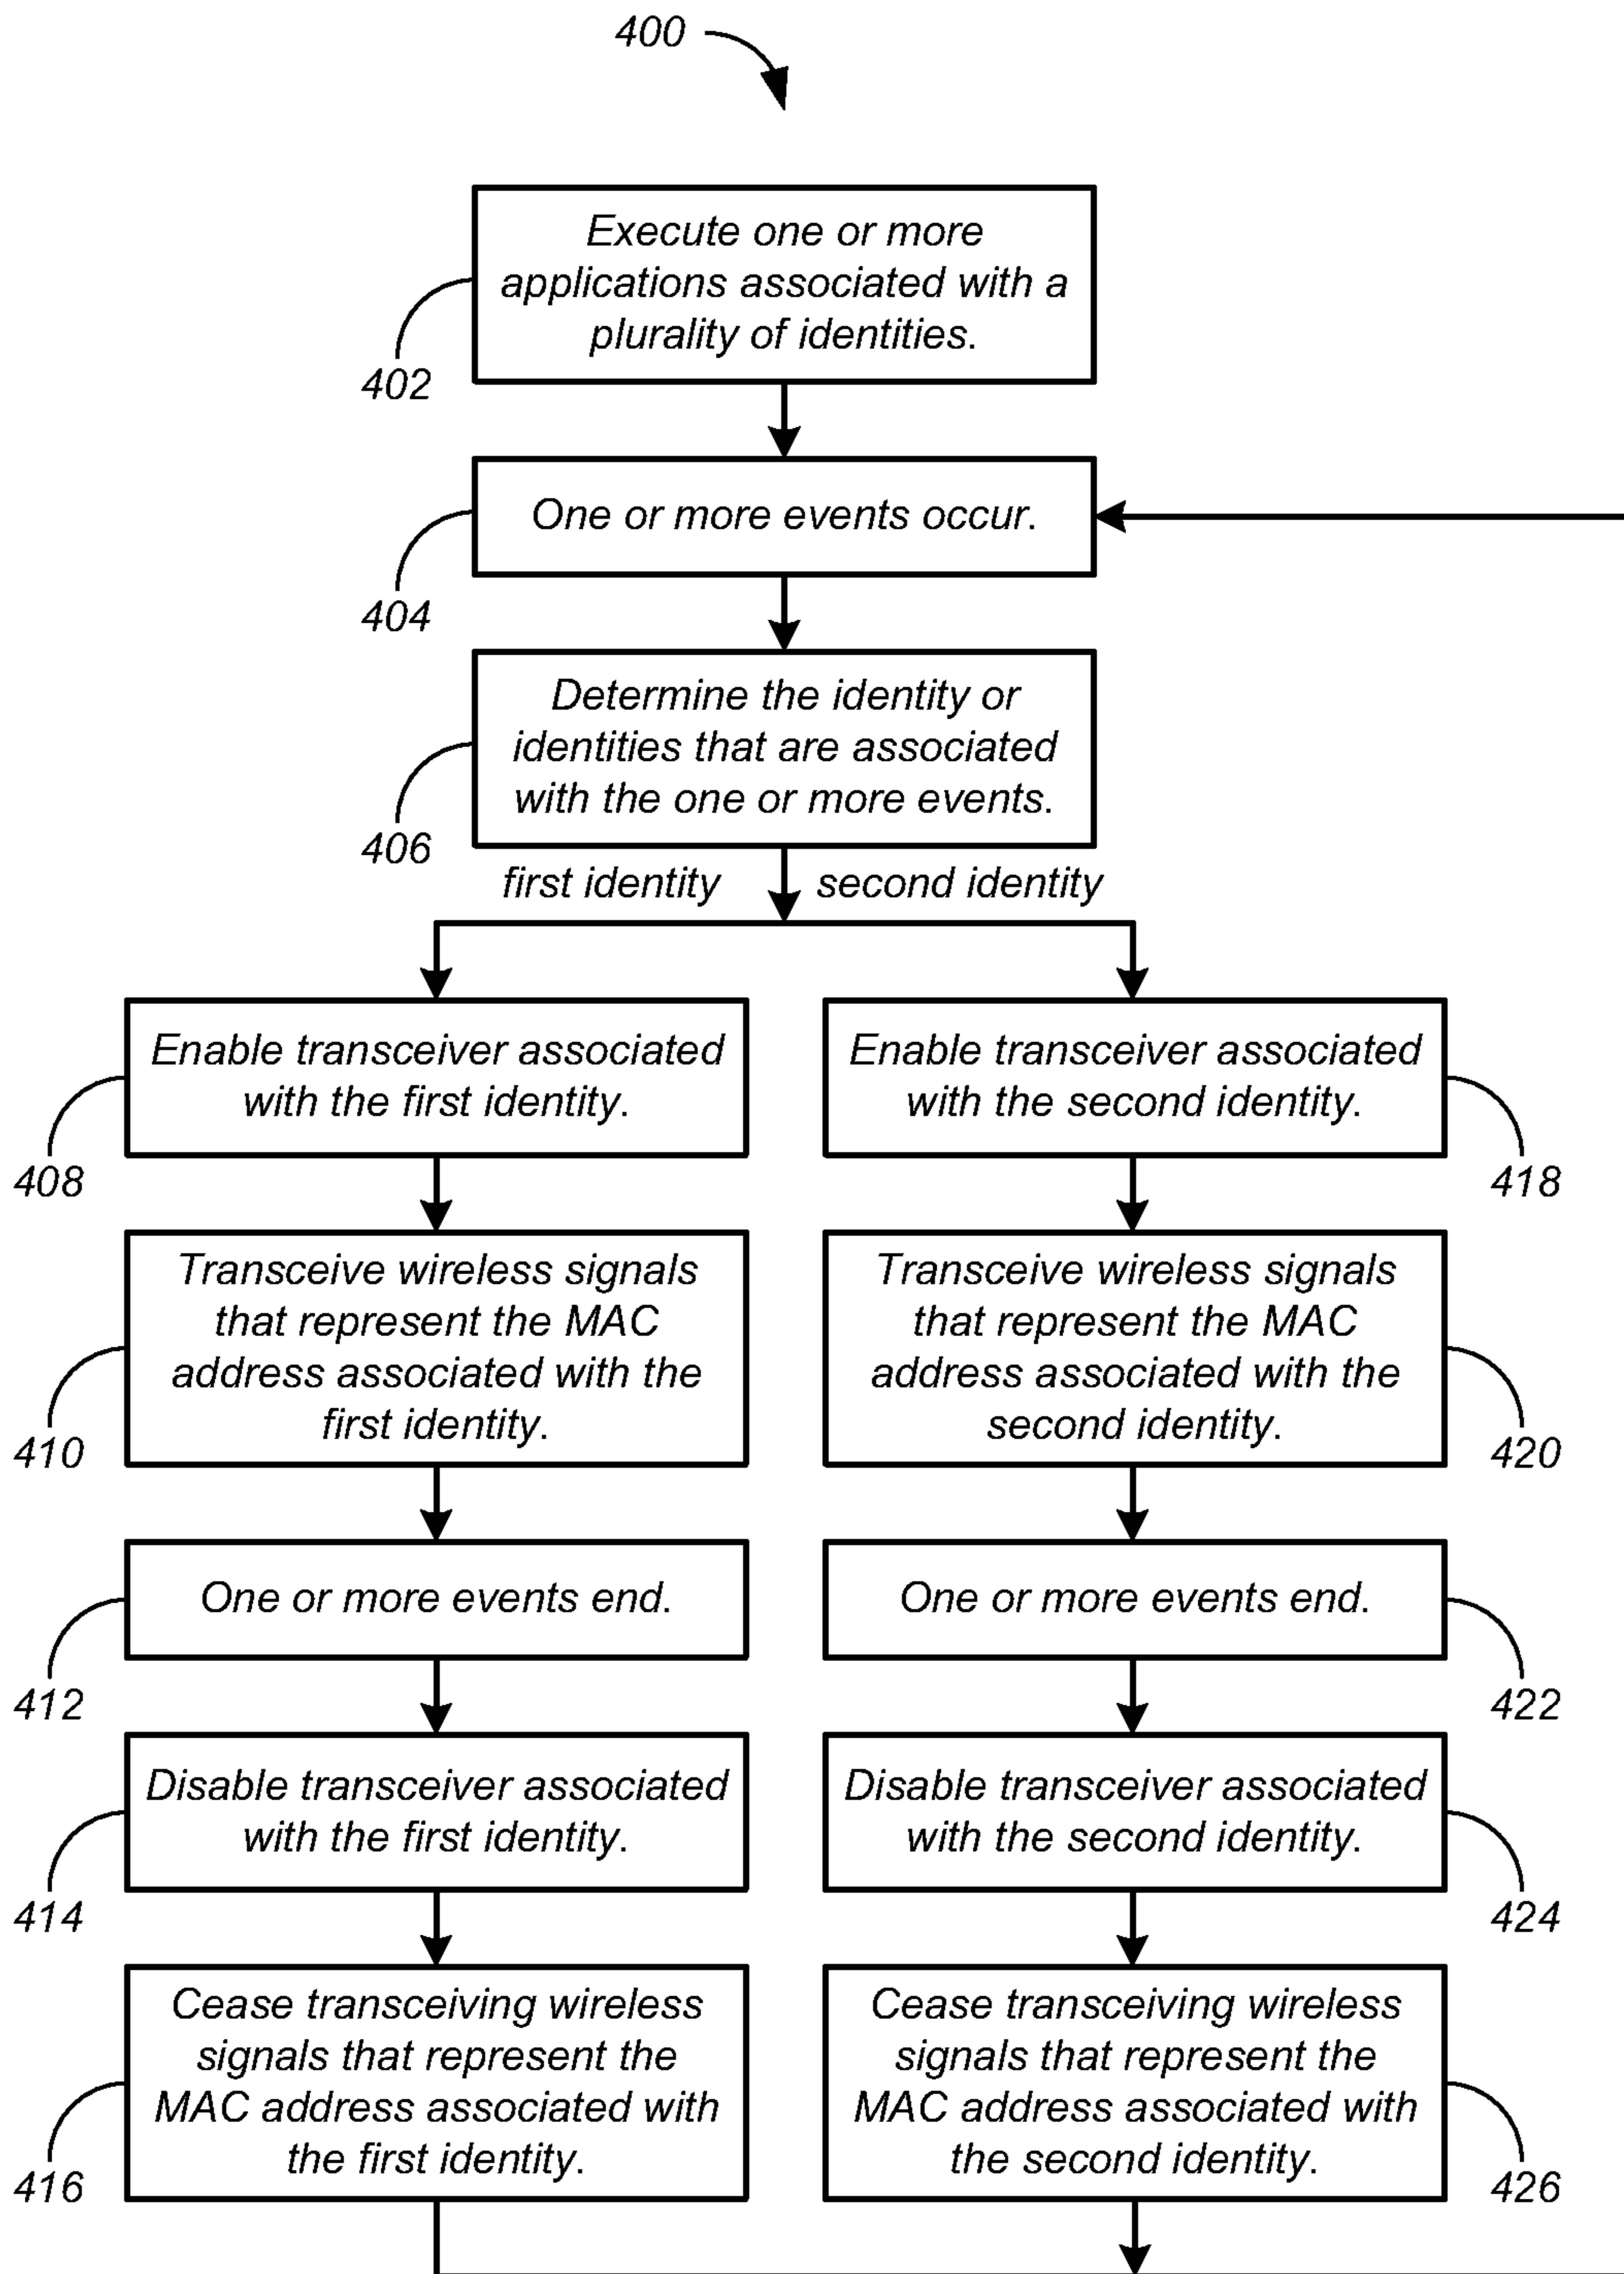 400
Execute one or more
applications associated with a
plurality of identities.
402
One or more events occur.
404
Determine the identity or
identities that are associated
with the one or more events.
406
first identity
second identity
Enable transceiver associated
with the first identity.
408
Enable transceiver associated
with the second identity.
418
Transceive wireless signals
that represent the MAC
address associated with the
first identity.
410
Transceive wireless signals
that represent the MAC
address associated with the
second identity.
420
One or more events end.
412
One or more events end.
422
Disable transceiver associated
with the first identity.
414
Disable transceiver associated
with the second identity.
424
Cease transceiving wireless
signals that represent the
MAC address associated with
the first identity.
416
Cease transceiving wireless
signals that represent the
MAC address associated with
the second identity.
426